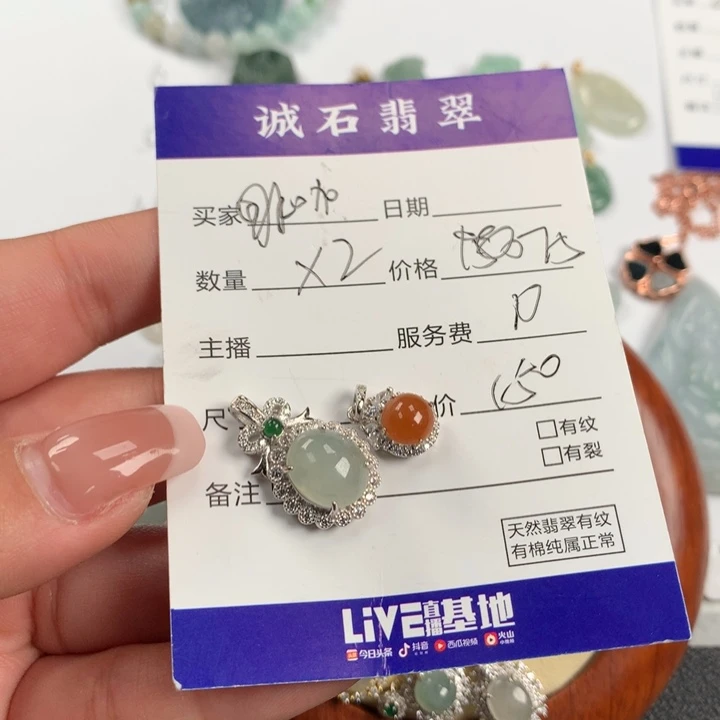 诚石翡翠
买家 日期
数量 X2 价格
主播 服务费 P
尺 价 650
□有纹
□有裂
备注
天然翡翠有纹
有棉纯属正常
LIVE直播基地
今日头条 抖音 西瓜视频 火山